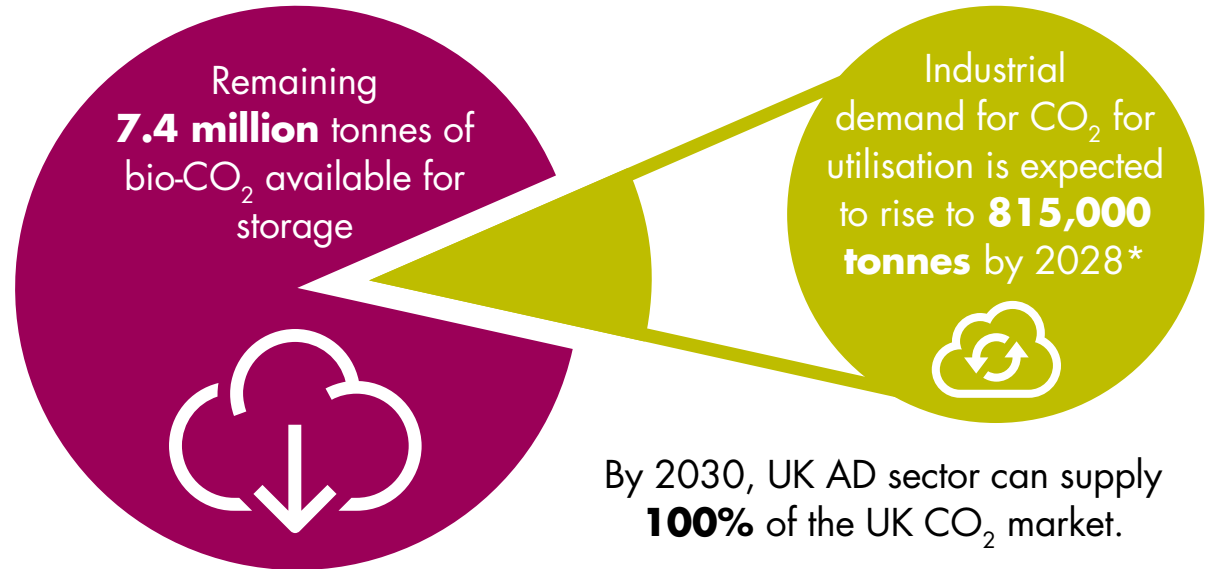 Remaining
7.4 million tonnes of
bio-CO₂ available for
storage
Industrial
demand for CO₂ for
utilisation is expected
to rise to 815,000
tonnes by 2028*
By 2030, UK AD sector can supply
100% of the UK CO₂ market.